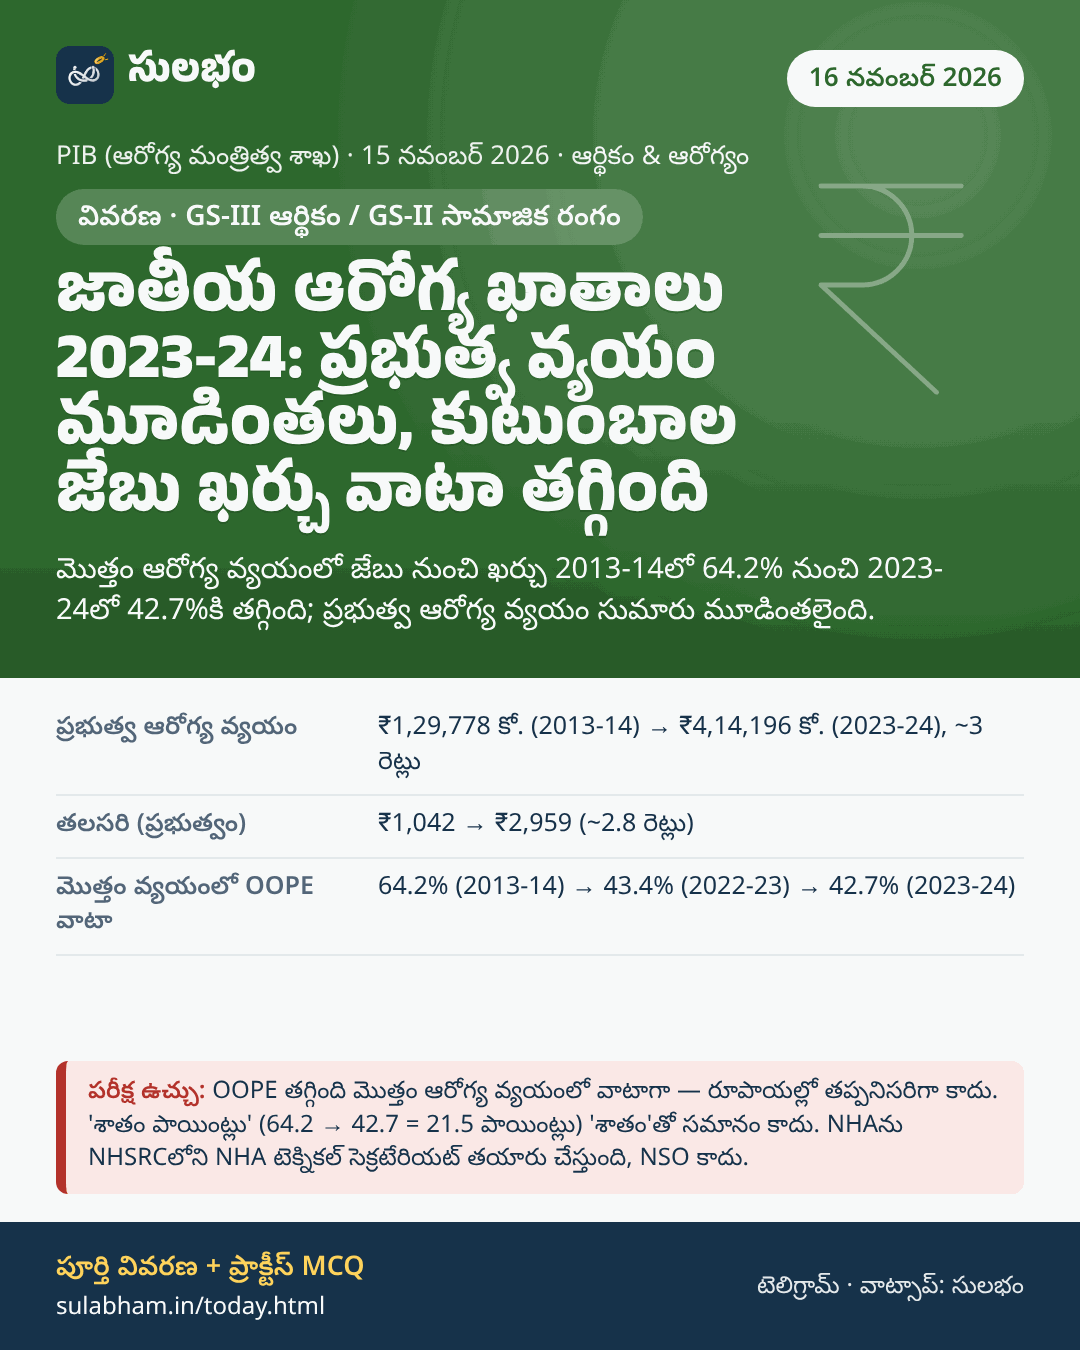 సులభం
16 నవంబర్ 2026
PIB (ఆరోగ్య మంత్రిత్వ శాఖ) · 15 నవంబర్ 2026 · ఆర్థికం & ఆరోగ్యం
వివరణ · GS-III ఆర్థికం / GS-II సామాజిక రంగం
జాతీయ ఆరోగ్య ఖాతాలు
2023-24: ప్రభుత్వ వ్యయం
మూడింతలు, కుటుంబాల
జేబు ఖర్చు వాటా తగ్గింది
మొత్తం ఆరోగ్య వ్యయంలో జేబు నుంచి ఖర్చు 2013-14లో 64.2% నుంచి 2023-
24లో 42.7%కి తగ్గింది; ప్రభుత్వ ఆరోగ్య వ్యయం సుమారు మూడింతలైంది.
ప్రభుత్వ ఆరోగ్య వ్యయం
₹1,29,778 కో. (2013-14) → ₹4,14,196 కో. (2023-24), ~3
రెట్లు
తలసరి (ప్రభుత్వం)
₹1,042 → ₹2,959 (~2.8 రెట్లు)
మొత్తం వ్యయంలో OOPE
వాటా
64.2% (2013-14) → 43.4% (2022-23) → 42.7% (2023-24)
పరీక్ష ఉచ్చు: OOPE తగ్గింది మొత్తం ఆరోగ్య వ్యయంలో వాటాగా — రూపాయల్లో తప్పనిసరిగా కాదు.
'శాతం పాయింట్లు' (64.2 → 42.7 = 21.5 పాయింట్లు) 'శాతం'తో సమానం కాదు. NHAను
NHSRCలోని NHA టెక్నికల్ సెక్రటేరియట్ తయారు చేస్తుంది, NSO కాదు.
పూర్తి వివరణ + ప్రాక్టీస్ MCQ
sulabham.in/today.html
టెలిగ్రామ్ · వాట్సాప్: సులభం